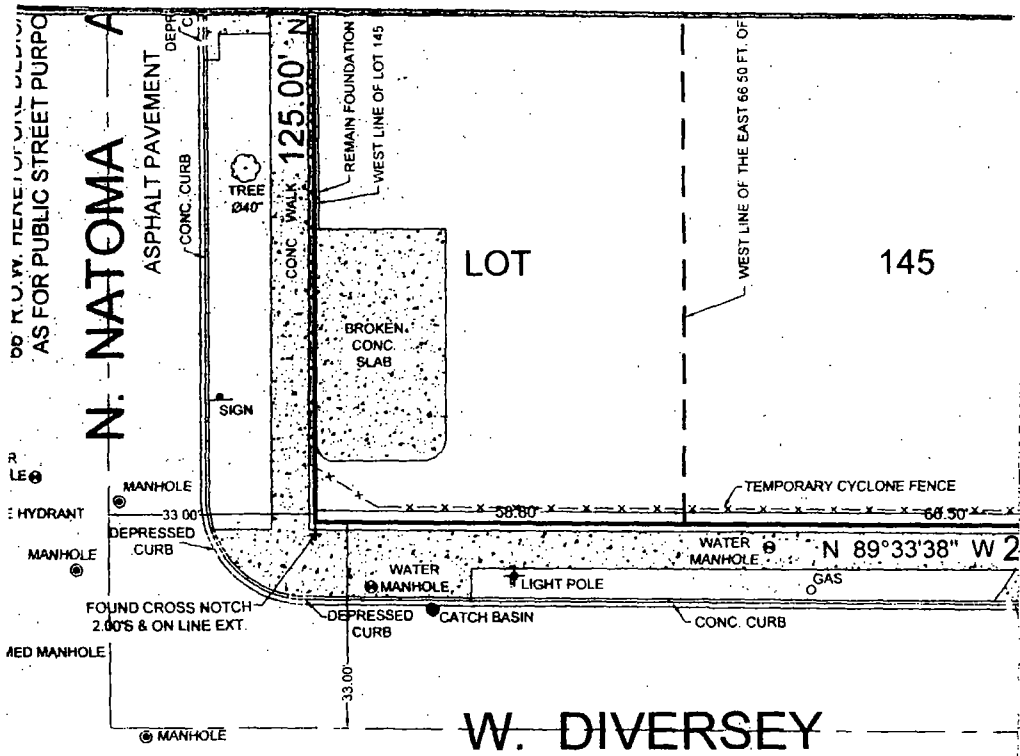 AS FOR PUBLIC STREET PURPO
N. NATOMA A
ASPHALT PAVEMENT
CONC. CURB
TREE
Ø40"
CONC WALK
125.00' N
REMAIN FOUNDATION
WEST LINE OF LOT 145
BROKEN
CONC.
SLAB
LOT
WEST LINE OF THE EAST 66.50 FT. OF
145
SIGN
MANHOLE
33.00'
HYDRANT
DEPRESSED
CURB
MANHOLE
TEMPORARY CYCLONE FENCE
66.50'
WATER
MANHOLE
N 89°33'38" W 2
WATER
MANHOLE
LIGHT POLE
GAS
FOUND CROSS NOTCH
2.00'S & ON LINE EXT.
DEPRESSED
CURB
CATCH BASIN
CONC. CURB
MANHOLE
33.00'
MANHOLE
W. DIVERSEY